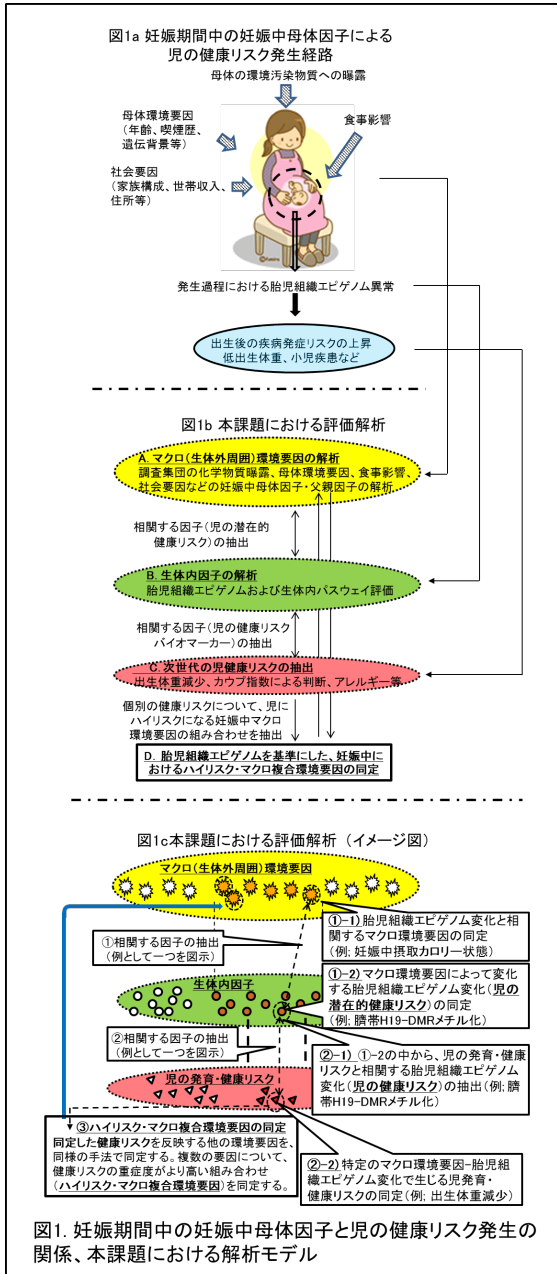 図1a 妊娠期間中の妊娠中母体因子による
児の健康リスク発生経路
母体の環境汚染物質への曝露
母体環境要因
(年齢、喫煙歴、
遺伝背景等)
食事影響
社会要因
(家族構成、世帯収入、
住所等)
発生過程における胎児組織エピゲノム異常
出生後の疾病発症リスクの上昇
低出生体重、小児疾患など
図1b 本課題における評価解析
A. マクロ(生体外周囲)環境要因の解析
調査集団の化学物質曝露、母体環境要因、食事影響、
社会要因などの妊娠中母体因子・父親因子の解析
相関する因子(児の潜在的
健康リスク)の抽出
B. 生体内因子の解析
胎児組織エピゲノムおよび生体内パスウェイ評価
相関する因子(児の健康リスク
バイオマーカー)の抽出
C. 次世代の児健康リスクの抽出
出生体重減少、カウプ指数による判断、アレルギー等
個別の健康リスクについて、児に
ハイリスクになる妊娠中マクロ
環境要因の組み合わせを抽出
D. 胎児組織エピゲノムを基準にした、妊娠中に
おけるハイリスク・マクロ複合環境要因の同定
図1c本課題における評価解析 (イメージ図)
マクロ(生体外周囲)環境要因
①相関する因子の抽出
(例として一つを図示)
①-1)胎児組織エピゲノム変化と相
関するマクロ環境要因の同定
(例; 妊娠中摂取カロリー状態)
生体内因子
①-2)マクロ環境要因によって変化
する胎児組織エピゲノム変化(児の
潜在的健康リスク)の同定
(例; 臍帯H19-DMRメチル化)
②相関する因子の抽出
(例として一つを図示)
②-1) ①-2の中から、児の発育・健康
リスクと相関する胎児組織エピゲノム
変化(児の健康リスク)の抽出(例; 臍
帯H19-DMRメチル化)
児の発育・健康リスク
③ハイリスク・マクロ複合環境要因の同定
同定した健康リスクを反映する他の環境要因を、
同様の手法で同定する。複数の要因について、
健康リスクの重症度がより高い組み合わせ
(ハイリスク・マクロ複合環境要因)を同定する。
②-2)特定のマクロ環境要因-胎児組
織エピゲノム変化で生じる児発育・
健康リスクの同定(例; 出生体重減少)
図1. 妊娠期間中の妊娠中母体因子と児の健康リスク発生の
関係、本課題における解析モデル